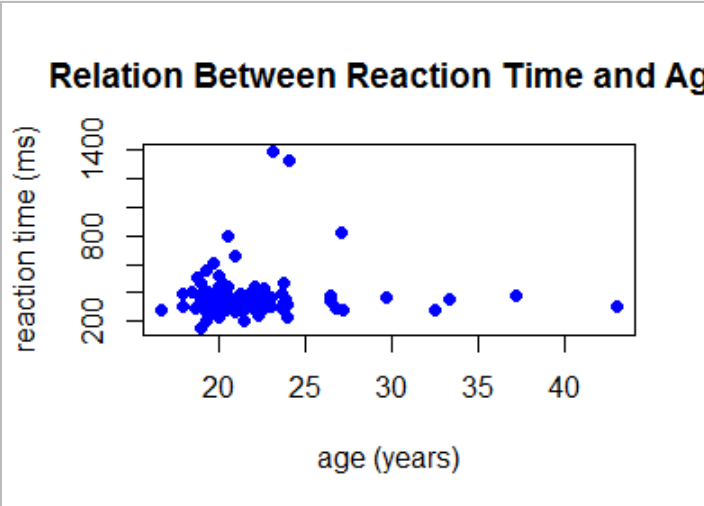 Relation Between Reaction Time and Ag
reaction time (ms)
1400
800
200
20 25 30 35 40
age (years)